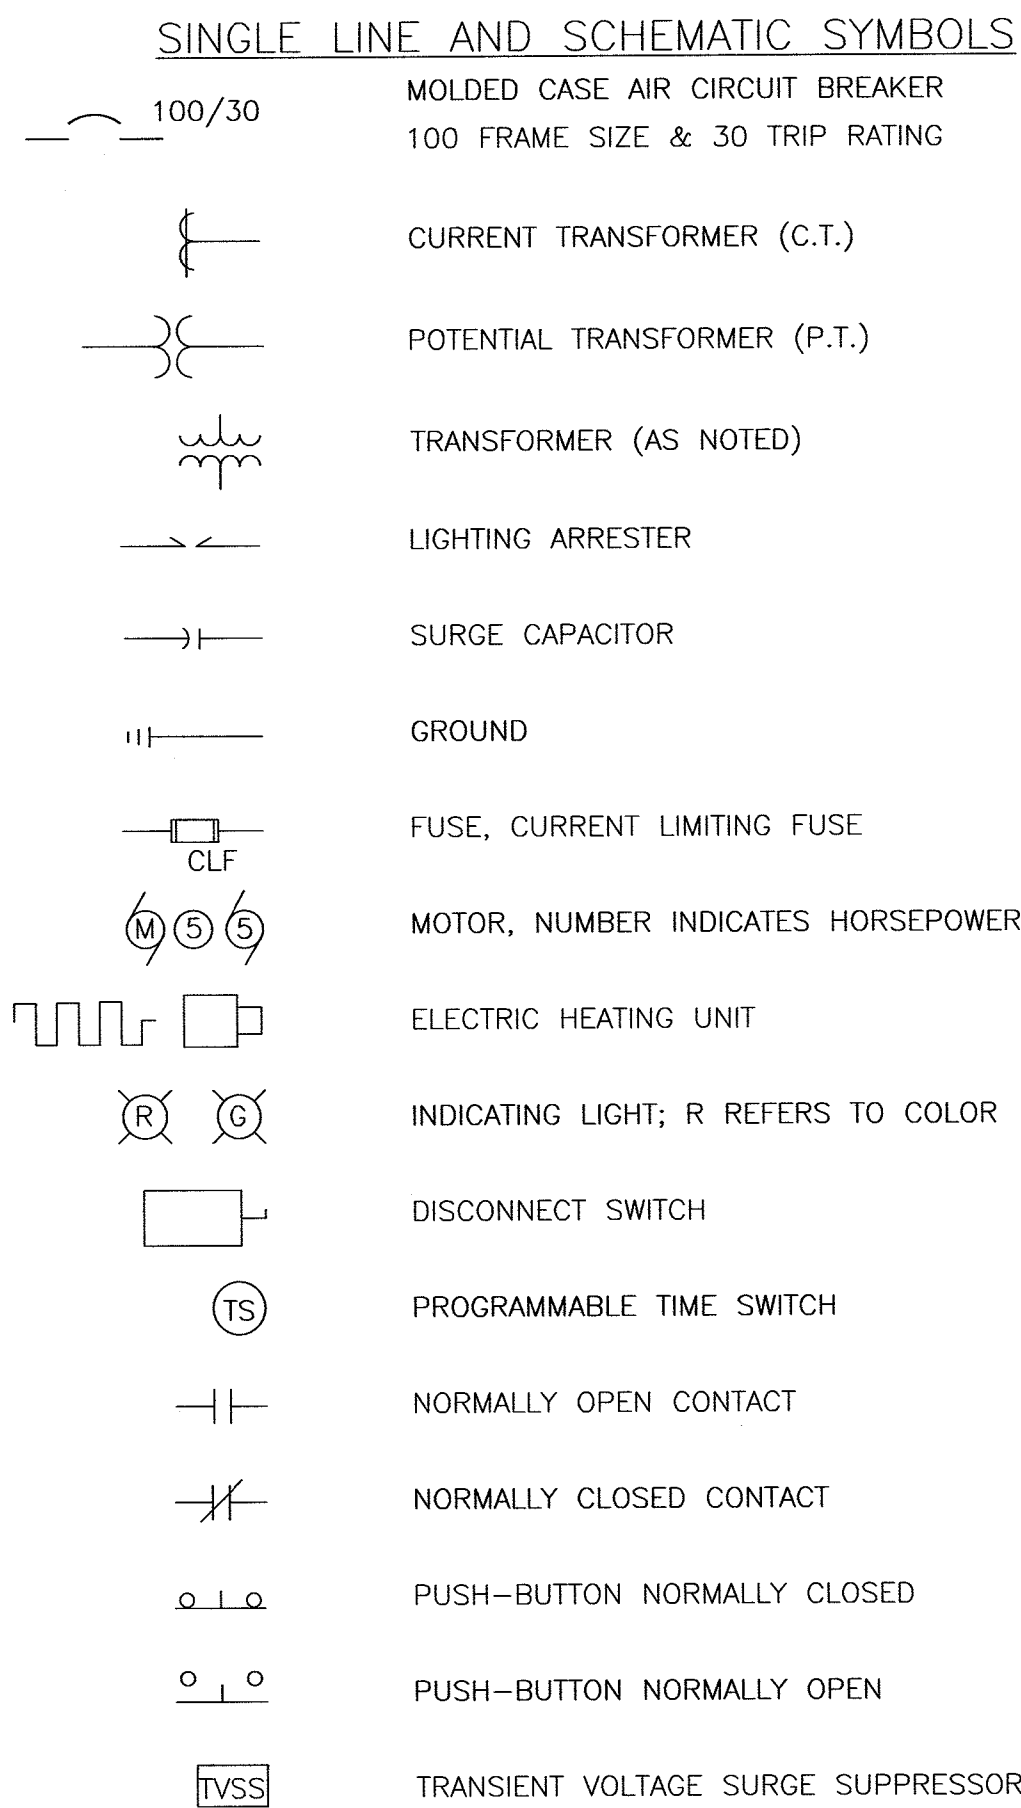 SINGLE LINE AND SCHEMATIC SYMBOLS
100/30 MOLDED CASE AIR CIRCUIT BREAKER
100 FRAME SIZE & 30 TRIP RATING
CURRENT TRANSFORMER (C.T.)
POTENTIAL TRANSFORMER (P.T.)
TRANSFORMER (AS NOTED)
LIGHTING ARRESTER
SURGE CAPACITOR
GROUND
FUSE, CURRENT LIMITING FUSE
CLF
M 5 5 MOTOR, NUMBER INDICATES HORSEPOWER
ELECTRIC HEATING UNIT
R G INDICATING LIGHT; R REFERS TO COLOR
DISCONNECT SWITCH
TS PROGRAMMABLE TIME SWITCH
NORMALLY OPEN CONTACT
NORMALLY CLOSED CONTACT
PUSH-BUTTON NORMALLY CLOSED
PUSH-BUTTON NORMALLY OPEN
TVSS TRANSIENT VOLTAGE SURGE SUPPRESSOR